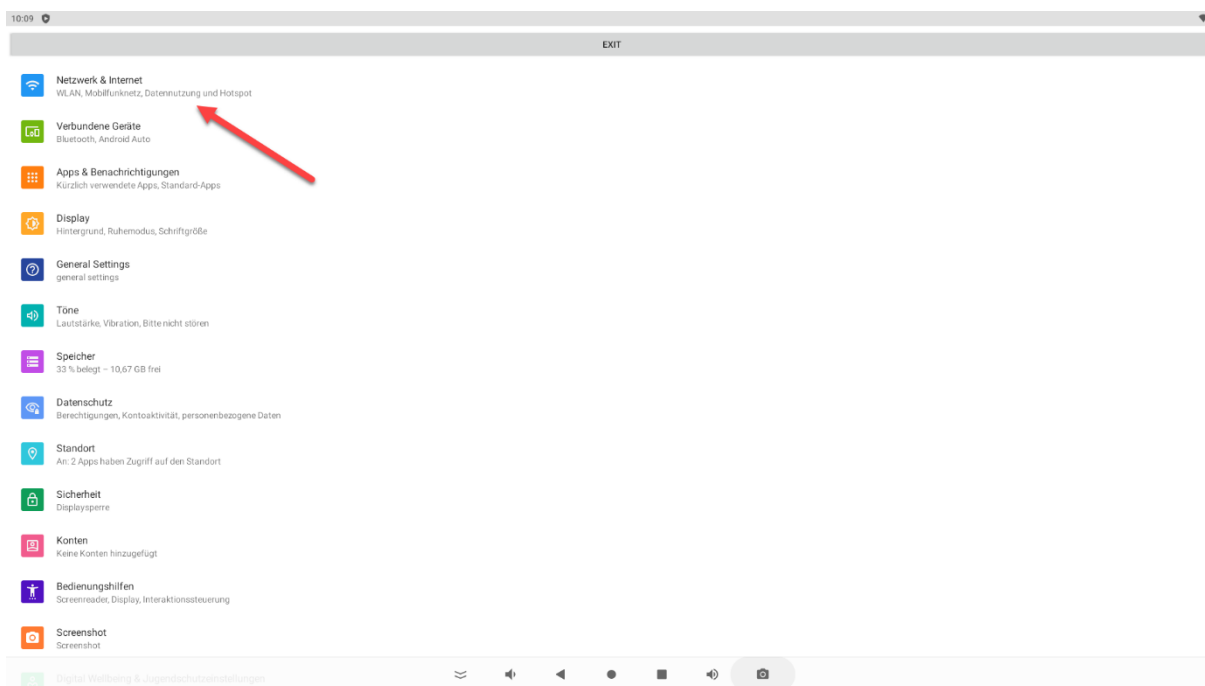 10:09
EXIT
Netzwerk & Internet
WLAN, Mobilfunknetz, Datennutzung und Hotspot
Verbundene Geräte
Bluetooth, Android Auto
Apps & Benachrichtigungen
Kürzlich verwendete Apps, Standard-Apps
Display
Hintergrund, Ruhemodus, Schriftgröße
General Settings
general settings
Töne
Lautstärke, Vibration, Bitte nicht stören
Speicher
33 % belegt – 10,67 GB frei
Datenschutz
Berechtigungen, Kontoaktivität, personenbezogene Daten
Standort
An: 2 Apps haben Zugriff auf den Standort
Sicherheit
Displaysperre
Konten
Keine Konten hinzugefügt
Bedienungshilfen
Screenreader, Display, Interaktionssteuerung
Screenshot
Screenshot
Digital Wellbeing & Jugendschutzeinstellungen